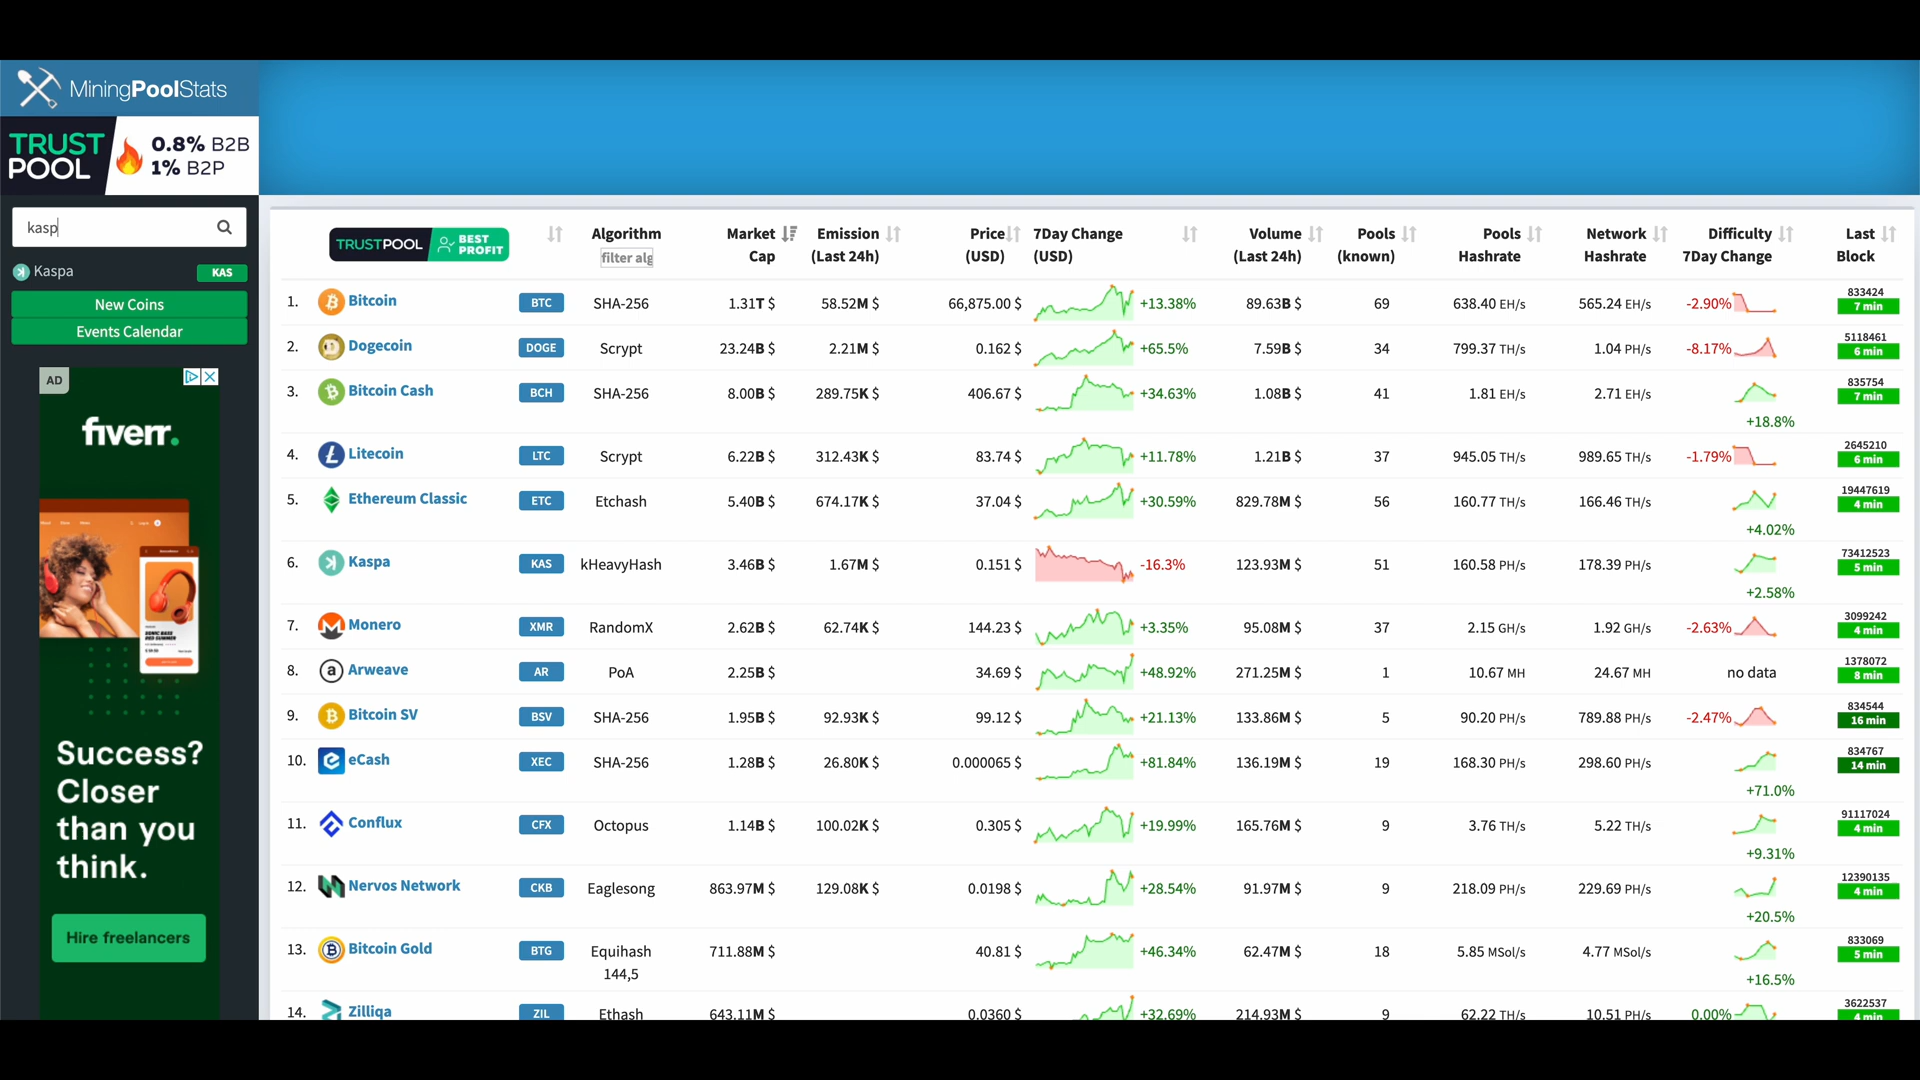 MiningPoolStats
TRUST POOL 0.8% B2B 1% B2P
kasp
Kaspa KAS
New Coins
Events Calendar
AD
fiverr.
Success?
Closer
than you
think.
Hire freelancers
TRUSTPOOL BEST PROFIT
Algorithm filter alg
Market Cap
Emission (Last 24h)
Price (USD)
7Day Change (USD)
Volume (Last 24h)
Pools (known)
Pools Hashrate
Network Hashrate
Difficulty 7Day Change
Last Block
1. Bitcoin BTC SHA-256 1.31T $ 58.52M $ 66,875.00 $ +13.38% 89.63B $ 69 638.40 EH/s 565.24 EH/s -2.90% 833424 7 min
2. Dogecoin DOGE Scrypt 23.24B $ 2.21M $ 0.162 $ +65.5% 7.59B $ 34 799.37 TH/s 1.04 PH/s -8.17% 5118461 6 min
3. Bitcoin Cash BCH SHA-256 8.00B $ 289.75K $ 406.67 $ +34.63% 1.08B $ 41 1.81 EH/s 2.71 EH/s +18.8% 835754 7 min
4. Litecoin LTC Scrypt 6.22B $ 312.43K $ 83.74 $ +11.78% 1.21B $ 37 945.05 TH/s 989.65 TH/s -1.79% 2645210 6 min
5. Ethereum Classic ETC Etchash 5.40B $ 674.17K $ 37.04 $ +30.59% 829.78M $ 56 160.77 TH/s 166.46 TH/s +4.02% 19447619 4 min
6. Kaspa KAS kHeavyHash 3.46B $ 1.67M $ 0.151 $ -16.3% 123.93M $ 51 160.58 PH/s 178.39 PH/s +2.58% 73412523 5 min
7. Monero XMR RandomX 2.62B $ 62.74K $ 144.23 $ +3.35% 95.08M $ 37 2.15 GH/s 1.92 GH/s -2.63% 3099242 4 min
8. Arweave AR PoA 2.25B $ 34.69 $ +48.92% 271.25M $ 1 10.67 MH 24.67 MH no data 1378072 8 min
9. Bitcoin SV BSV SHA-256 1.95B $ 92.93K $ 99.12 $ +21.13% 133.86M $ 5 90.20 PH/s 789.88 PH/s -2.47% 834544 16 min
10. eCash XEC SHA-256 1.28B $ 26.80K $ 0.000065 $ +81.84% 136.19M $ 19 168.30 PH/s 298.60 PH/s +71.0% 834767 14 min
11. Conflux CFX Octopus 1.14B $ 100.02K $ 0.305 $ +19.99% 165.76M $ 9 3.76 TH/s 5.22 TH/s +9.31% 91117024 4 min
12. Nervos Network CKB Eaglesong 863.97M $ 129.08K $ 0.0198 $ +28.54% 91.97M $ 9 218.09 PH/s 229.69 PH/s +20.5% 12390135 4 min
13. Bitcoin Gold BTG Equihash 144,5 711.88M $ 40.81 $ +46.34% 62.47M $ 18 5.85 MSol/s 4.77 MSol/s +16.5% 833069 5 min
14. Zilliqa ZIL Ethash 643.11M $ 0.0360 $ +32.69% 214.93M $ 9 62.22 TH/s 10.51 PH/s 0.00% 3622537 4 min